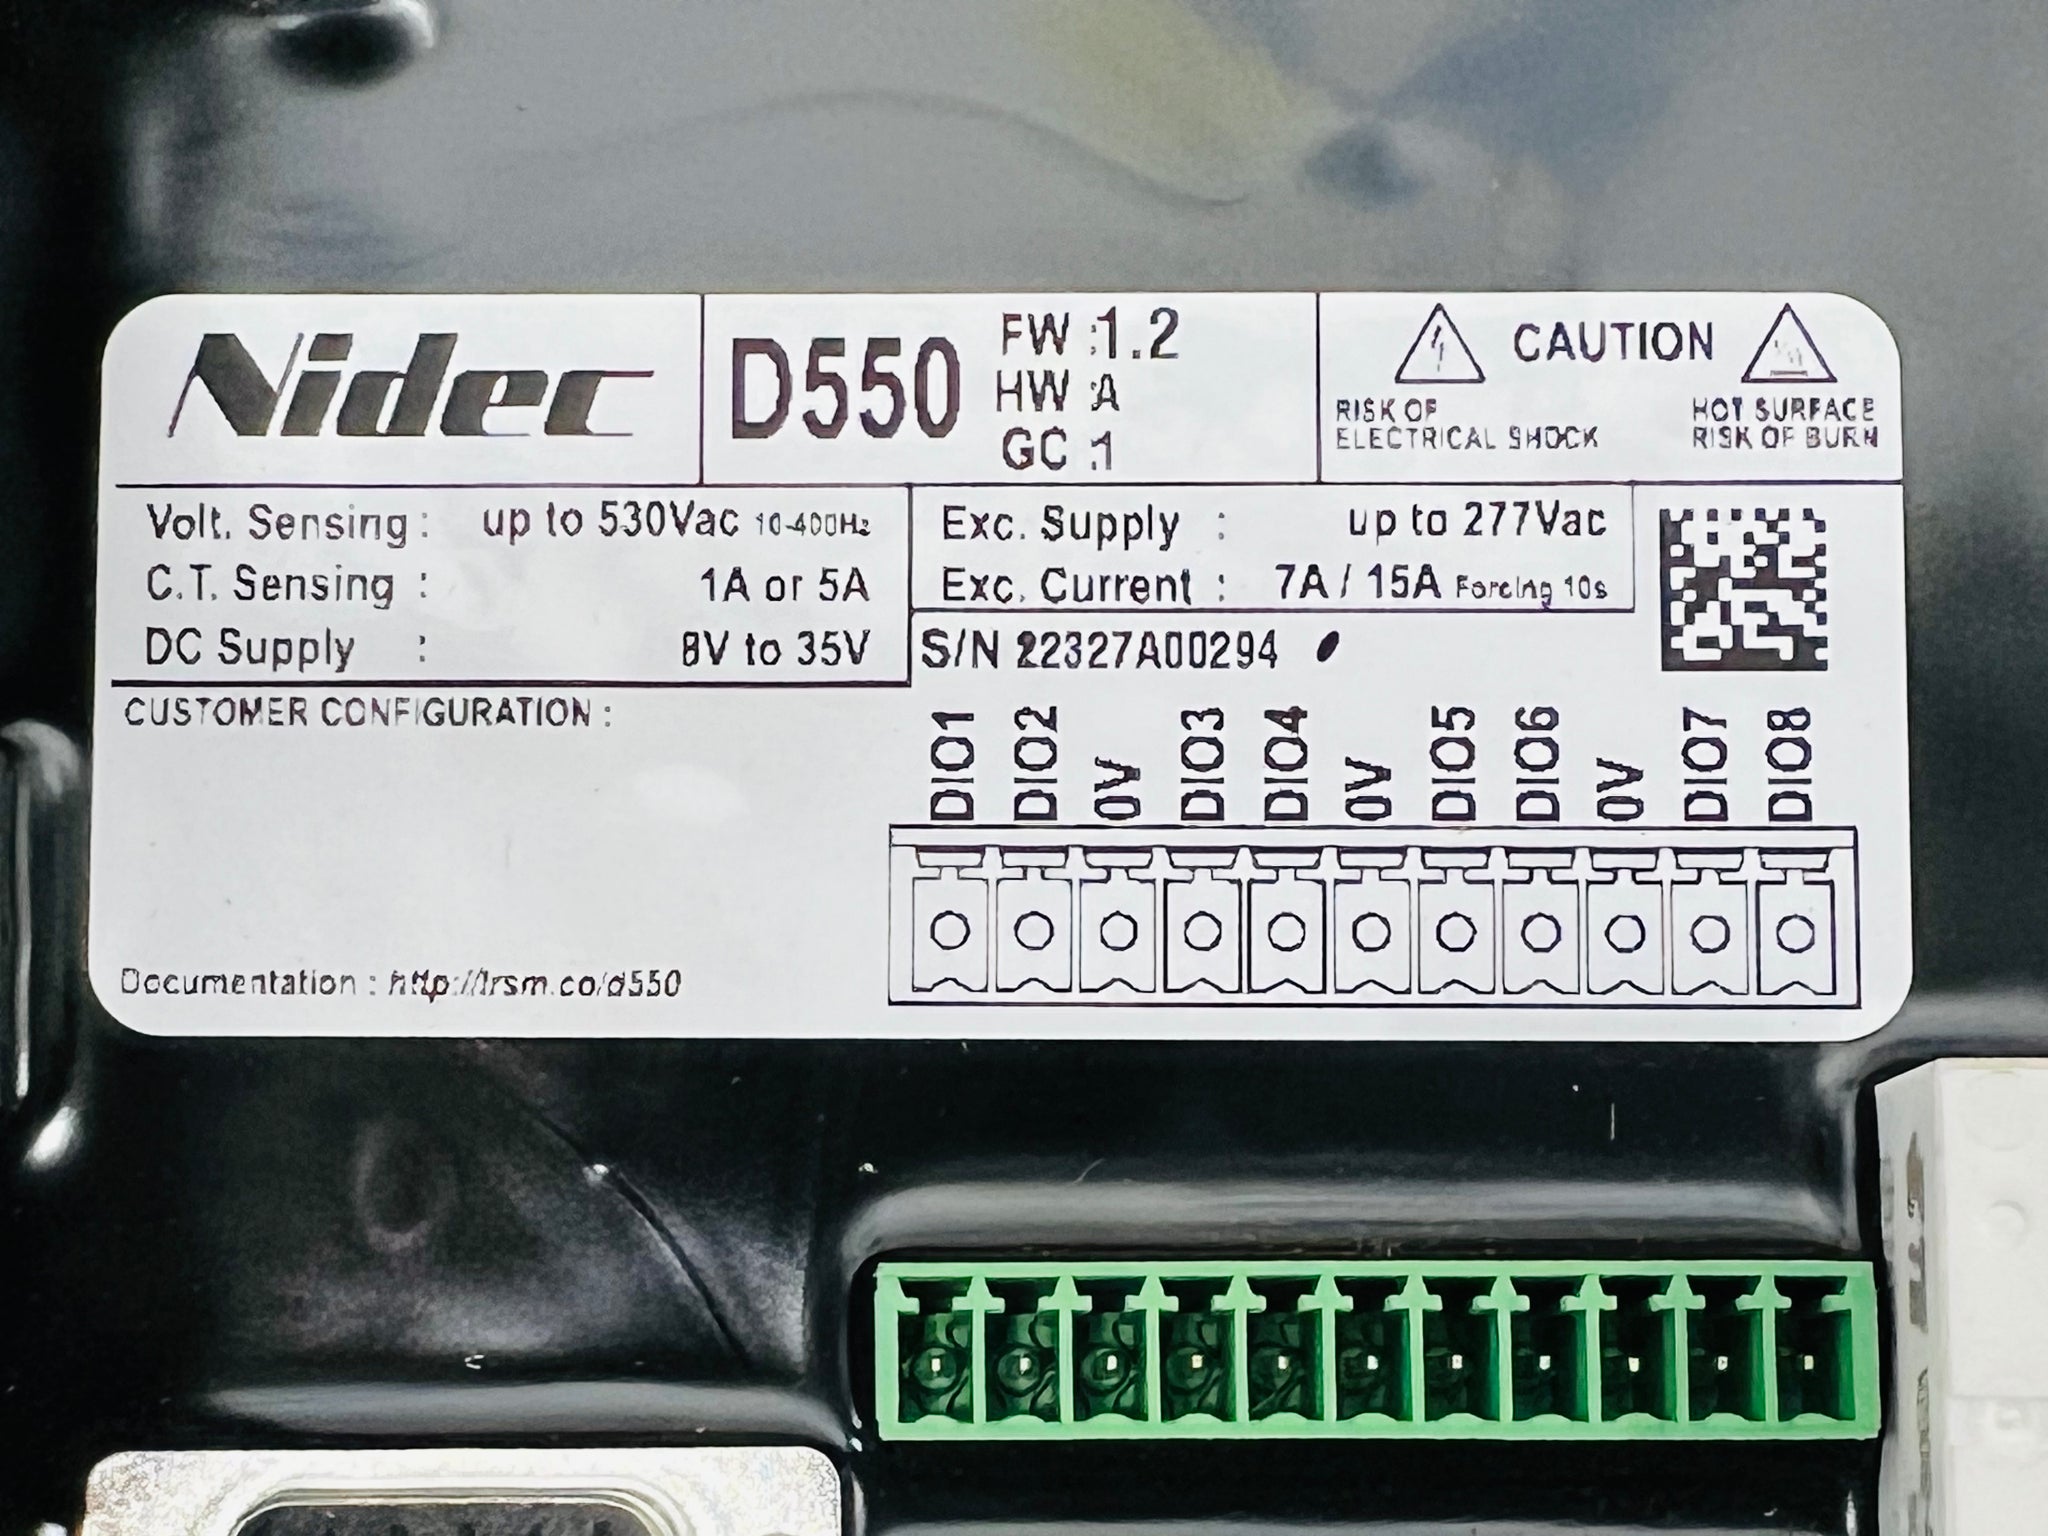 Nidec
D550
FW :1.2
HW :A
GC :1
CAUTION
RISK OF
ELECTRICAL SHOCK
HOT SURFACE
RISK OF BURN
Volt. Sensing : up to 530Vac 10-400Hz
C.T. Sensing : 1A or 5A
DC Supply : 8V to 35V
Exc. Supply : up to 277Vac
Exc. Current : 7A / 15A Forcing 10s
S/N 22327A00294
CUSTOMER CONFIGURATION :
DIO1 DIO2 0V DIO3 DIO4 0V DIO5 DIO6 0V DIO7 DIO8
Documentation : http://lrsm.co/d550